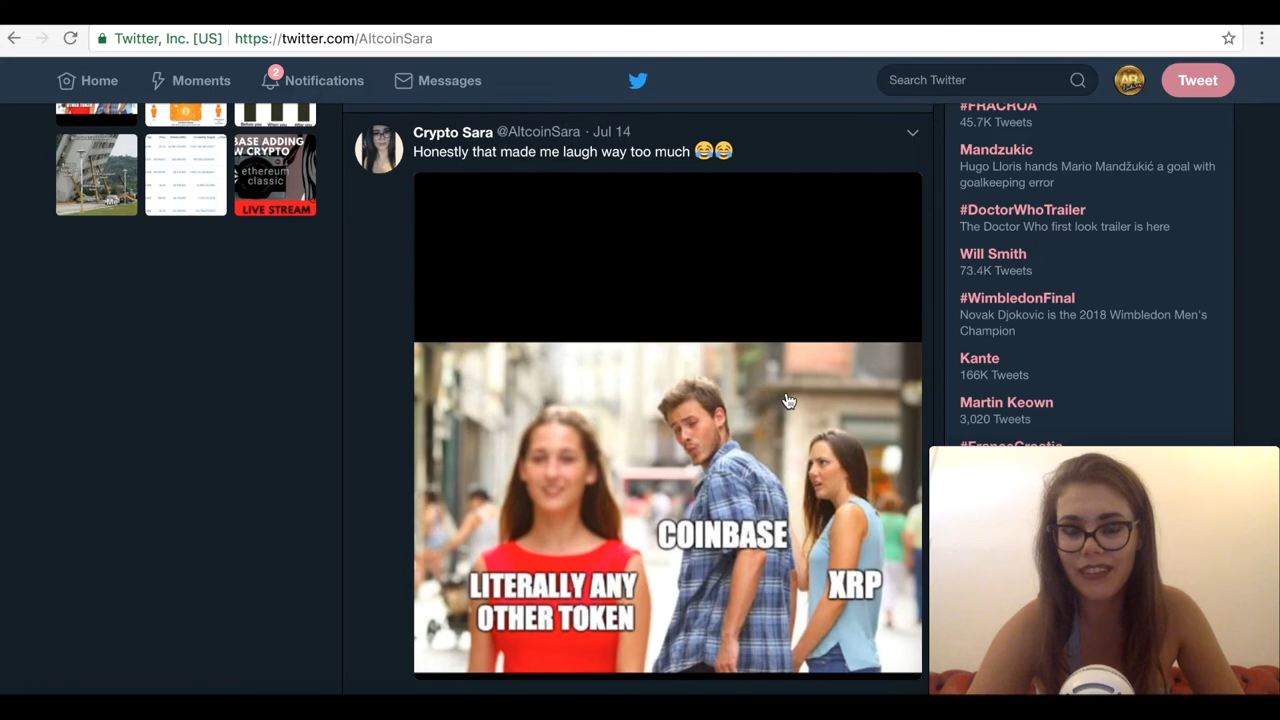 Twitter, Inc. [US] https://twitter.com/AltcoinSara
Home Moments 2 Notifications Messages Search Twitter Tweet
BASE ADDING
W CRYPTO
ethereum
classic
LIVE STREAM
Me
Crypto Sara @AltcoinSara · Jul 14
Honestly that made me laugh way too much 😂😂
LITERALLY ANY
OTHER TOKEN
COINBASE
XRP
#FRACROA
45.7K Tweets
Mandzukic
Hugo Lloris hands Mario Mandžukić a goal with
goalkeeping error
#DoctorWhoTrailer
The Doctor Who first look trailer is here
Will Smith
73.4K Tweets
#WimbledonFinal
Novak Djokovic is the 2018 Wimbledon Men's
Champion
Kante
166K Tweets
Martin Keown
3,020 Tweets